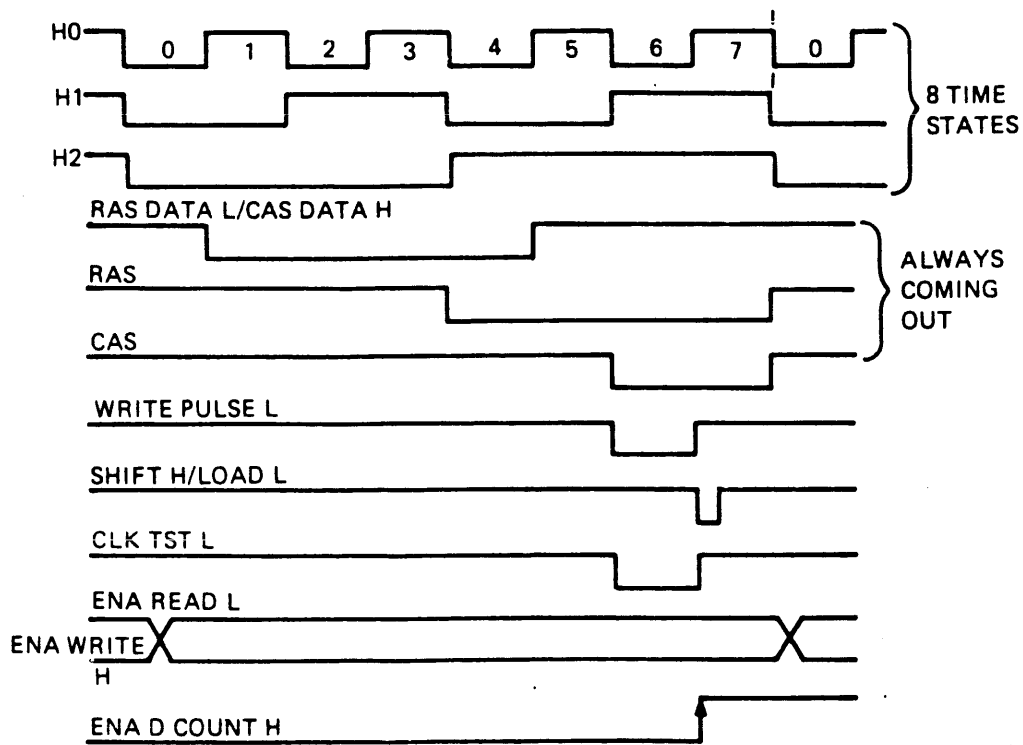 H0 0 1 2 3 4 5 6 7 0
H1
8 TIME
STATES
H2
RAS DATA L/CAS DATA H
RAS
ALWAYS
COMING
OUT
CAS
WRITE PULSE L
SHIFT H/LOAD L
CLK TST L
ENA READ L
ENA WRITE
H
ENA D COUNT H